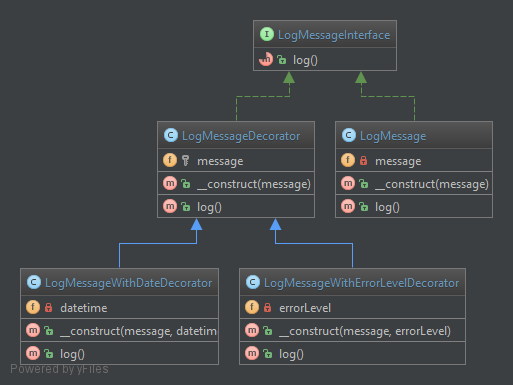 LogMessageInterface
log()
LogMessageDecorator
message
__construct(message)
log()
LogMessage
message
__construct(message)
log()
LogMessageWithDateDecorator
datetime
__construct(message, datetim
log()
LogMessageWithErrorLevelDecorator
errorLevel
__construct(message, errorLevel)
log()
Powered by yFiles